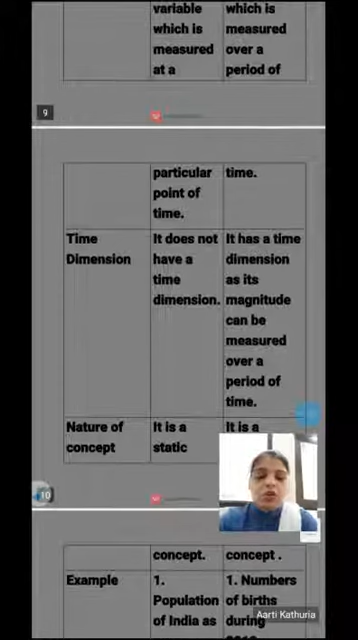 variable which is
which is measured
measured over a
at a period of
9
particular time.
point of
time.
Time It does not It has a time
Dimension have a dimension
time as its
dimension. magnitude
can be
measured
over a
period of
time.
Nature of It is a It is a
concept static
10
concept. concept .
Example 1. 1. Numbers
Population of births
of India as during
Aarti Kathuria